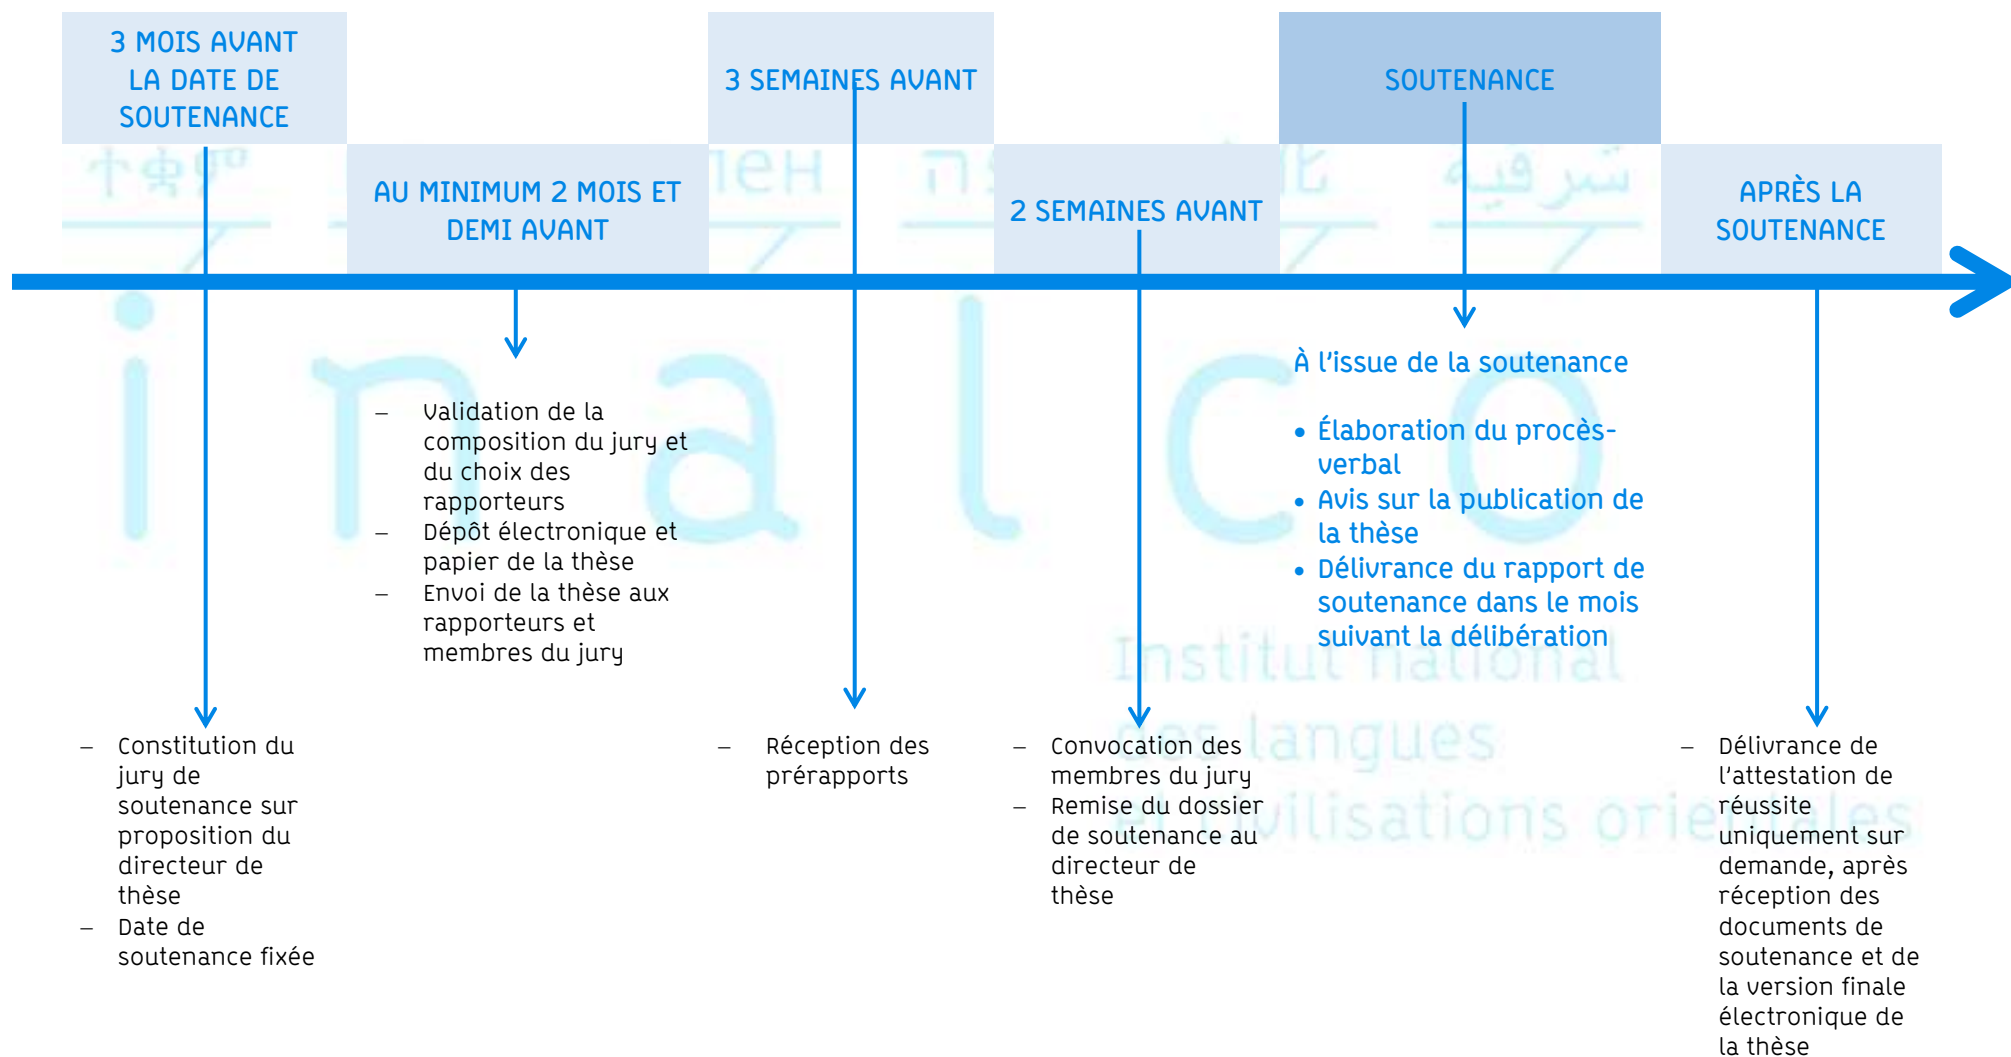 3 MOIS AVANT
LA DATE DE
SOUTENANCE
AU MINIMUM 2 MOIS ET
DEMI AVANT
3 SEMAINES AVANT
2 SEMAINES AVANT
SOUTENANCE
APRÈS LA
SOUTENANCE
– Constitution du
jury de
soutenance sur
proposition du
directeur de
thèse
– Date de
soutenance fixée
– Validation de la
composition du jury et
du choix des
rapporteurs
– Dépôt électronique et
papier de la thèse
– Envoi de la thèse aux
rapporteurs et
membres du jury
– Réception des
prérapports
– Convocation des
membres du jury
– Remise du dossier
de soutenance au
directeur de
thèse
À l'issue de la soutenance
• Élaboration du procès-
verbal
• Avis sur la publication de
la thèse
• Délivrance du rapport de
soutenance dans le mois
suivant la délibération
– Délivrance de
l'attestation de
réussite
uniquement sur
demande, après
réception des
documents de
soutenance et de
la version finale
électronique de
la thèse
ተቋም
شرقية
inalco
Institut national
des langues
et civilisations orientales